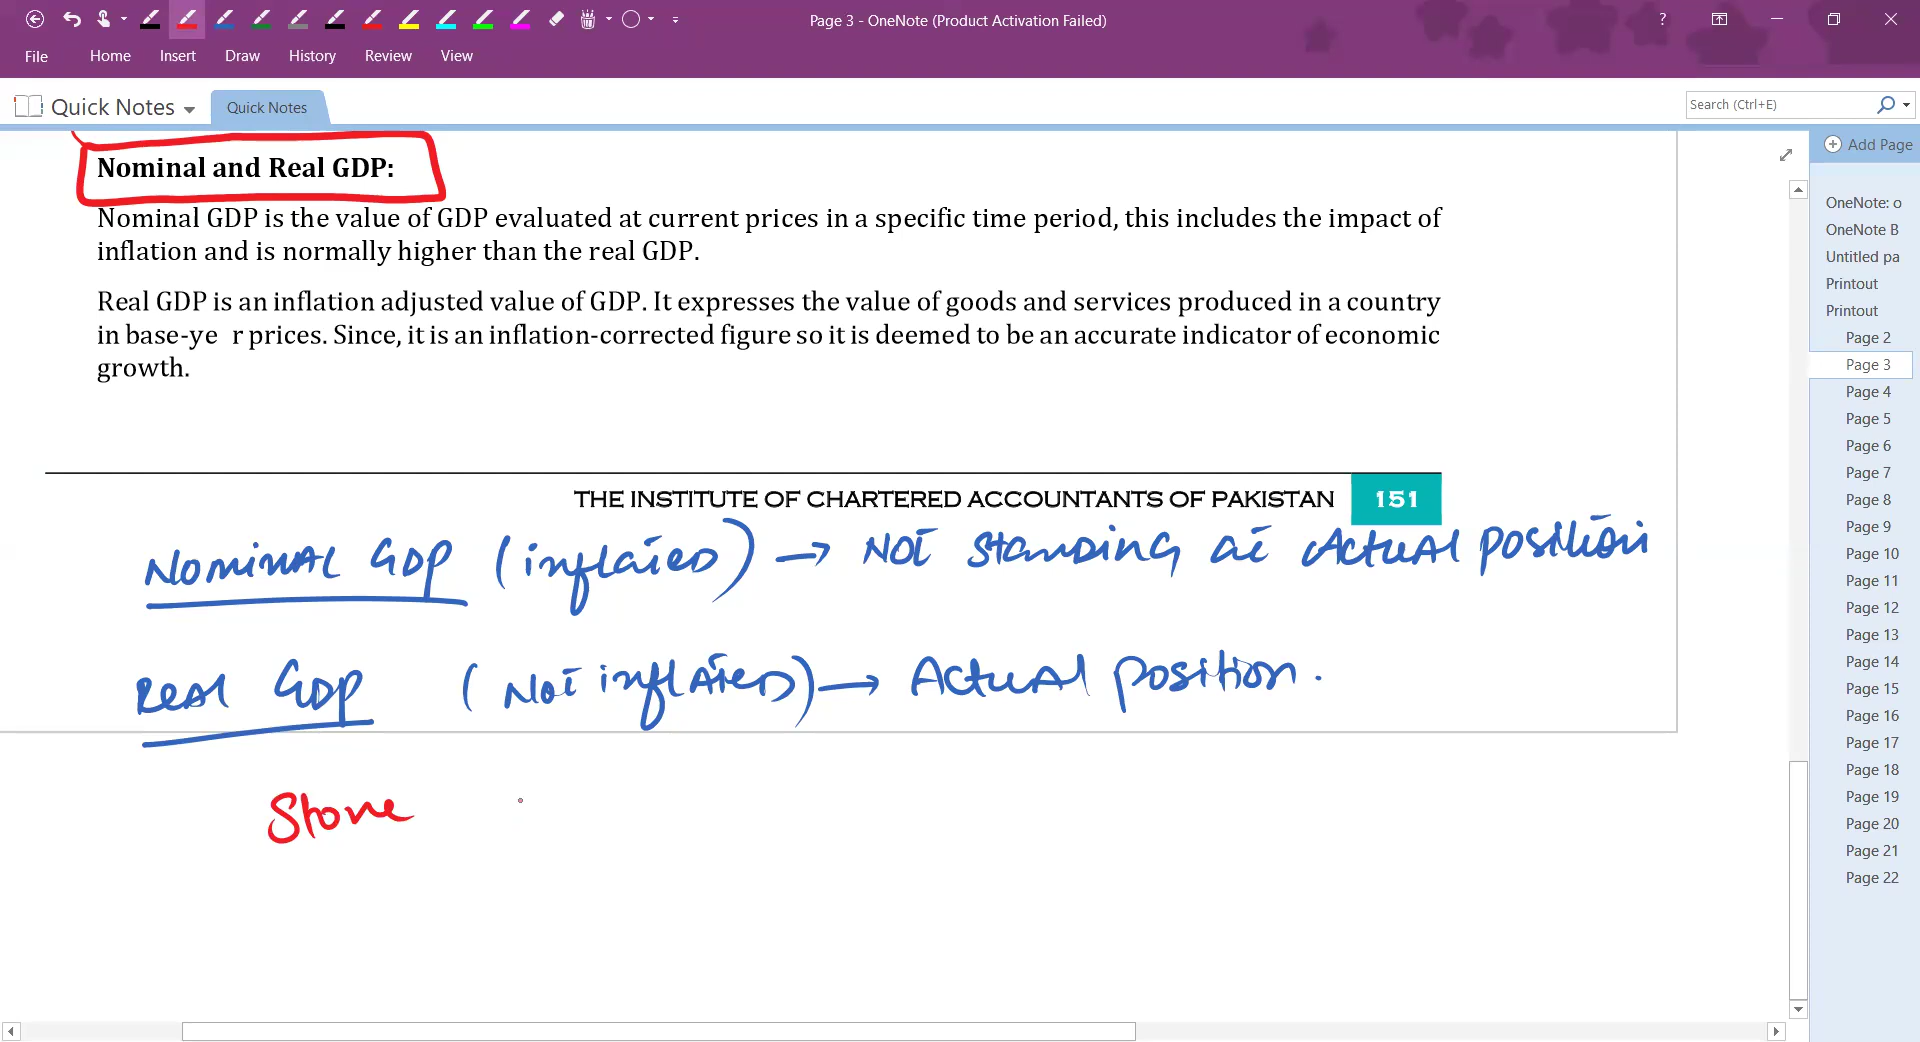 Page 3 - OneNote (Product Activation Failed)
?
File Home Insert Draw History Review View
Quick Notes
Quick Notes
Search (Ctrl+E)
Add Page
Nominal and Real GDP:
Nominal GDP is the value of GDP evaluated at current prices in a specific time period, this includes the impact of
inflation and is normally higher than the real GDP.
Real GDP is an inflation adjusted value of GDP. It expresses the value of goods and services produced in a country
in base-ye r prices. Since, it is an inflation-corrected figure so it is deemed to be an accurate indicator of economic
growth.
THE INSTITUTE OF CHARTERED ACCOUNTANTS OF PAKISTAN 151
Nominal GDP (inflated) → Not standing at Actual position
Real GDP (Not inflated) → Actual position.
OneNote: o
OneNote B
Untitled pa
Printout
Printout
Page 2
Page 3
Page 4
Page 5
Page 6
Page 7
Page 8
Page 9
Page 10
Page 11
Page 12
Page 13
Page 14
Page 15
Page 16
Page 17
Page 18
Page 19
Page 20
Page 21
Page 22